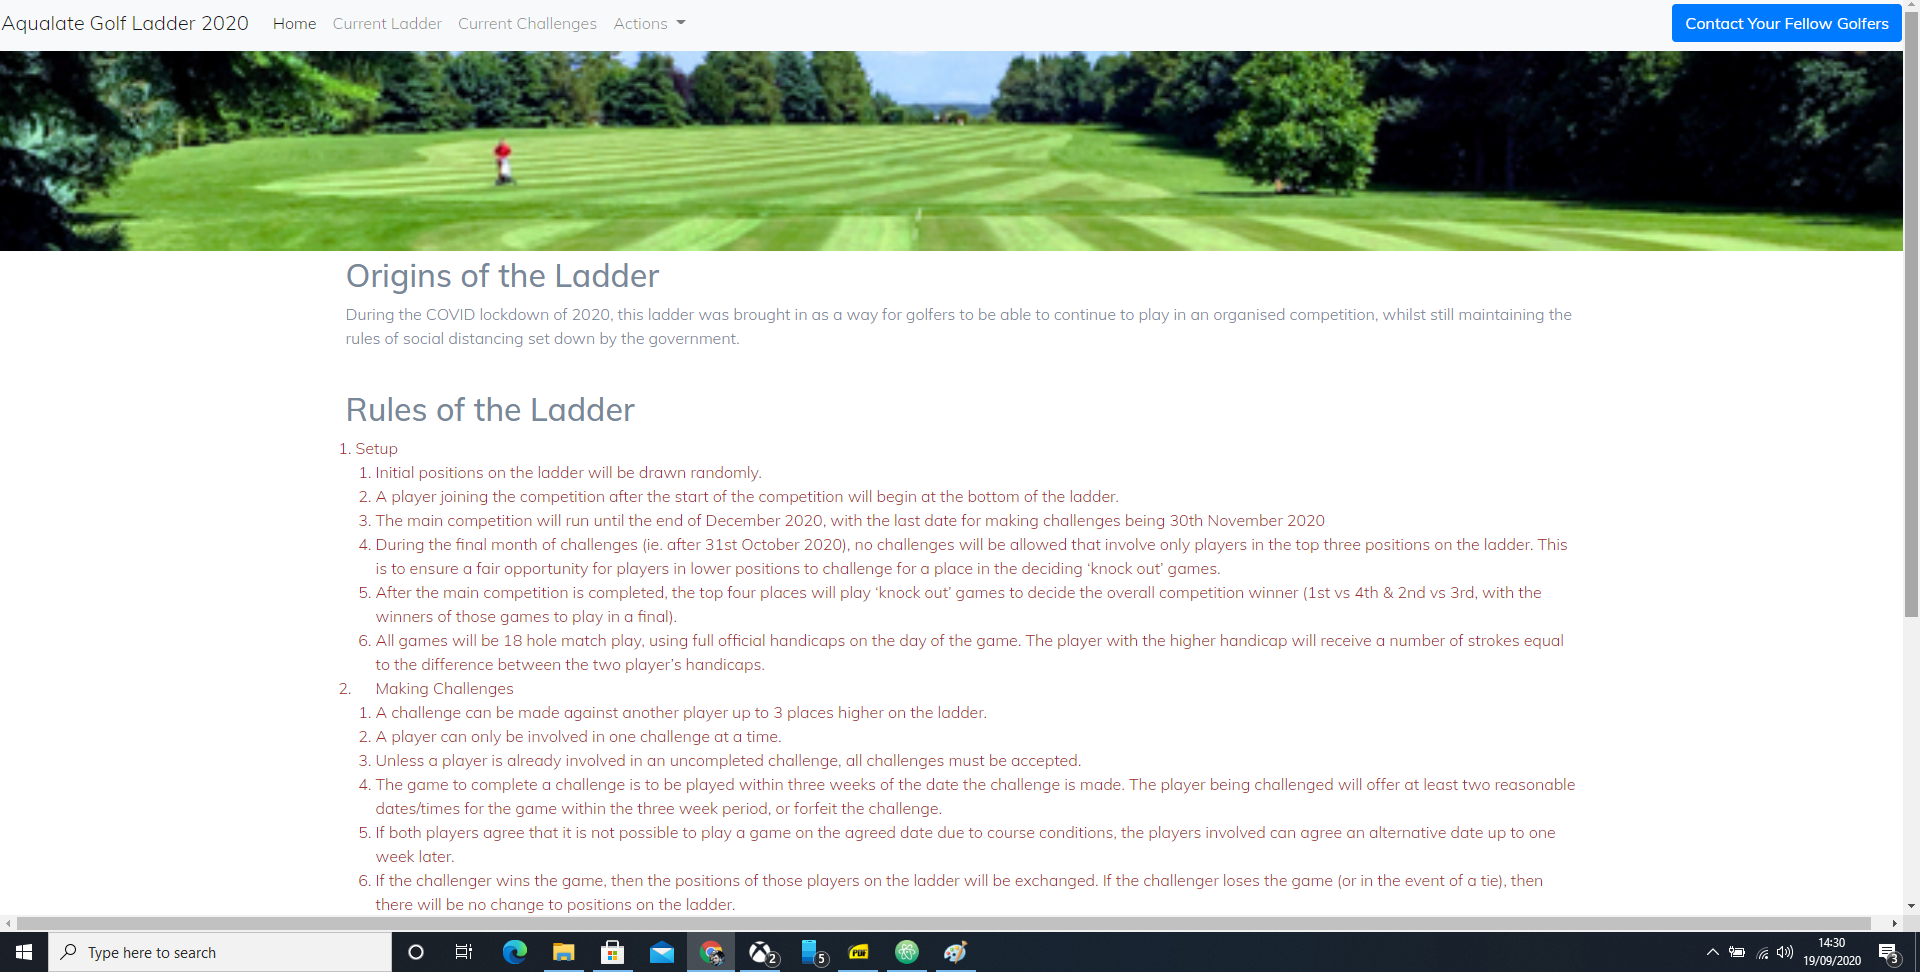 Aqualate Golf Ladder 2020 Home Current Ladder Current Challenges Actions Contact Your Fellow Golfers
Origins of the Ladder
During the COVID lockdown of 2020, this ladder was brought in as a way for golfers to be able to continue to play in an organised competition, whilst still maintaining the
rules of social distancing set down by the government.
Rules of the Ladder
1. Setup
1. Initial positions on the ladder will be drawn randomly.
2. A player joining the competition after the start of the competition will begin at the bottom of the ladder.
3. The main competition will run until the end of December 2020, with the last date for making challenges being 30th November 2020
4. During the final month of challenges (ie. after 31st October 2020), no challenges will be allowed that involve only players in the top three positions on the ladder. This
is to ensure a fair opportunity for players in lower positions to challenge for a place in the deciding ‘knock out’ games.
5. After the main competition is completed, the top four places will play ‘knock out’ games to decide the overall competition winner (1st vs 4th & 2nd vs 3rd, with the
winners of those games to play in a final).
6. All games will be 18 hole match play, using full official handicaps on the day of the game. The player with the higher handicap will receive a number of strokes equal
to the difference between the two player’s handicaps.
2. Making Challenges
1. A challenge can be made against another player up to 3 places higher on the ladder.
2. A player can only be involved in one challenge at a time.
3. Unless a player is already involved in an uncompleted challenge, all challenges must be accepted.
4. The game to complete a challenge is to be played within three weeks of the date the challenge is made. The player being challenged will offer at least two reasonable
dates/times for the game within the three week period, or forfeit the challenge.
5. If both players agree that it is not possible to play a game on the agreed date due to course conditions, the players involved can agree an alternative date up to one
week later.
6. If the challenger wins the game, then the positions of those players on the ladder will be exchanged. If the challenger loses the game (or in the event of a tie), then
there will be no change to positions on the ladder.
Type here to search 2 5 PDF 14:30
19/09/2020 3